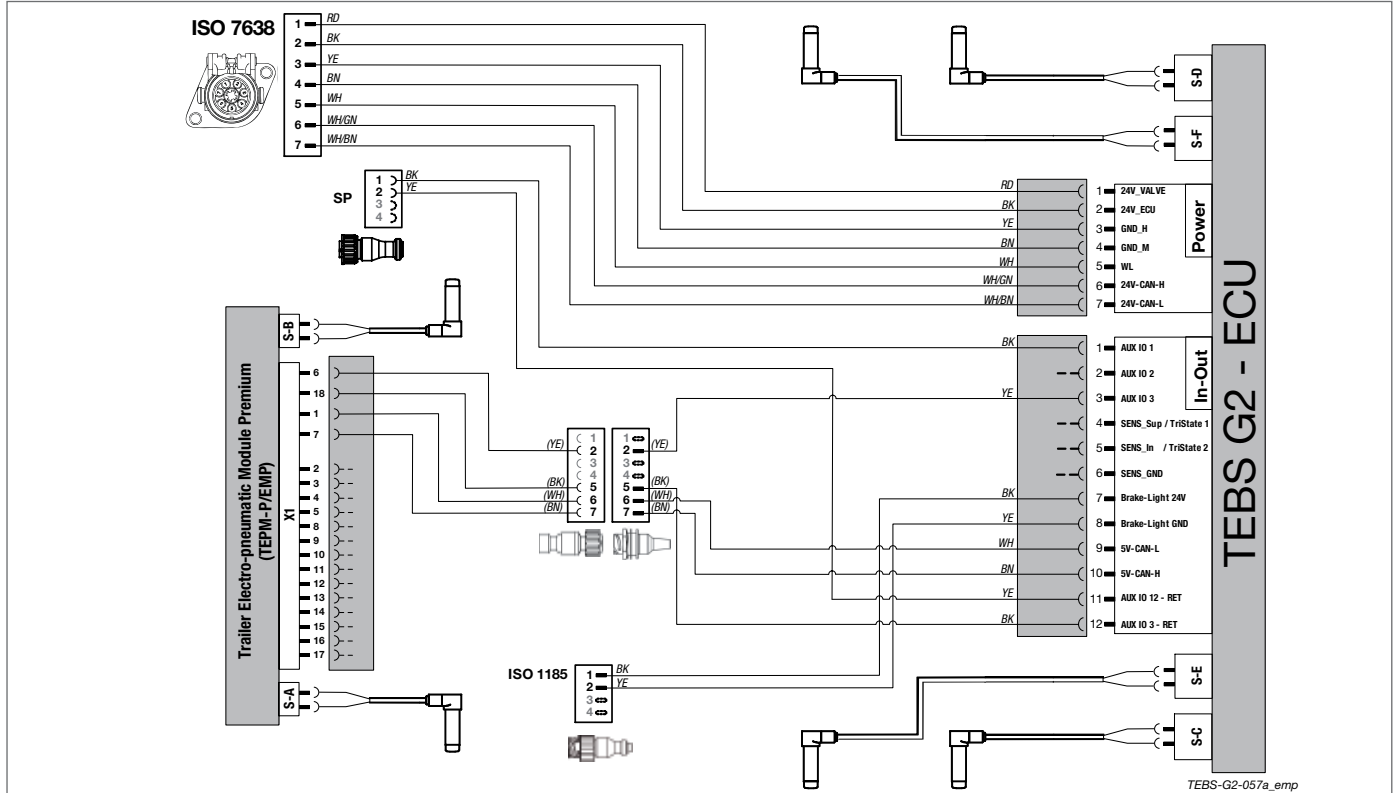 ISO 7638
1 RD
2 BK
3 YE
4 BN
5 WH
6 WH/GN
7 WH/BN
SP
1 BK
2 YE
3
4
S-D
S-F
RD 1 24V_VALVE
BK 2 24V_ECU
YE 3 GND_H
BN 4 GND_M
WH 5 WL
WH/GN 6 24V-CAN-H
WH/BN 7 24V-CAN-L
Power
TEBS G2 - ECU
BK 1 AUX IO 1
2 AUX IO 2
YE 3 AUX IO 3
4 SENS_Sup / TriState 1
5 SENS_In / TriState 2
6 SENS_GND
BK 7 Brake-Light 24V
YE 8 Brake-Light GND
WH 9 5V-CAN-L
BN 10 5V-CAN-H
YE 11 AUX IO 12 - RET
BK 12 AUX IO 3 - RET
In-Out
S-E
S-C
Trailer Electro-pneumatic Module Premium
(TEPM-P/EMP)
S-B
X1
6
18
1
7
2
3
4
5
8
9
10
11
12
13
14
15
16
17
S-A
1
(YE) 2
3
4
(BK) 5
(WH) 6
(BN) 7
1
2 (YE)
3
4
5 (BK)
6 (WH)
7 (BN)
ISO 1185
1 BK
2 YE
3
4
TEBS-G2-057a_emp